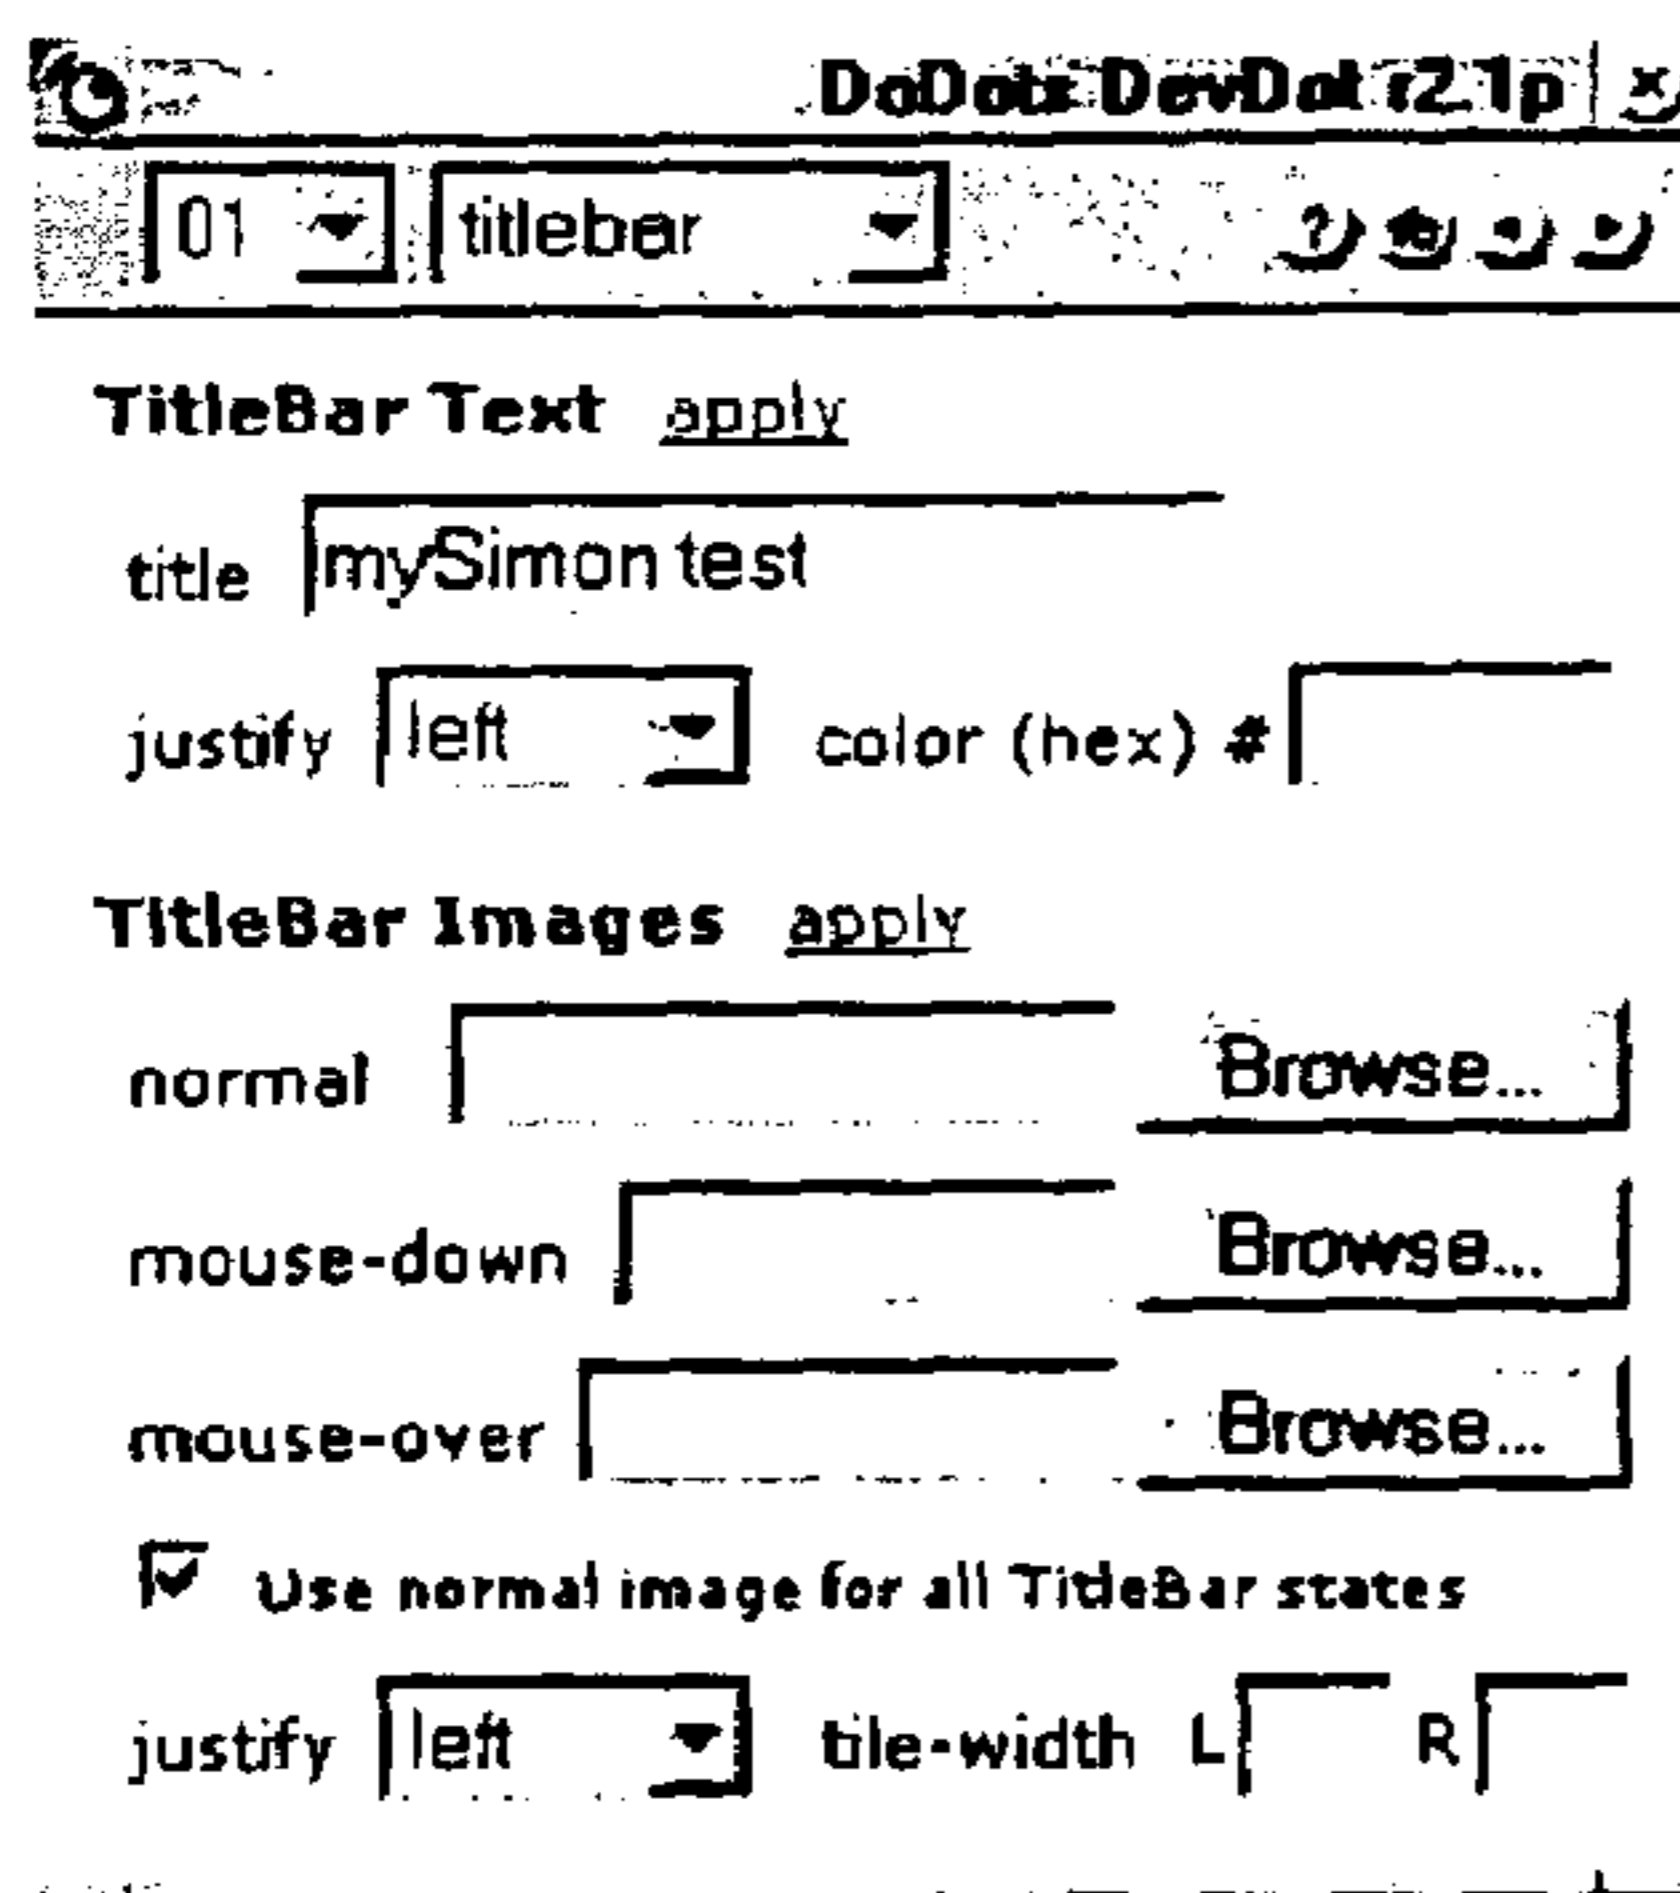 DoDots DevDot r2.1p x
01 titlebar ?
TitleBar Text apply
title mySimon test
justify left color (hex) #
TitleBar Images apply
normal Browse...
mouse-down Browse...
mouse-over Browse...
Use normal image for all TitleBar states
justify left tile-width L R